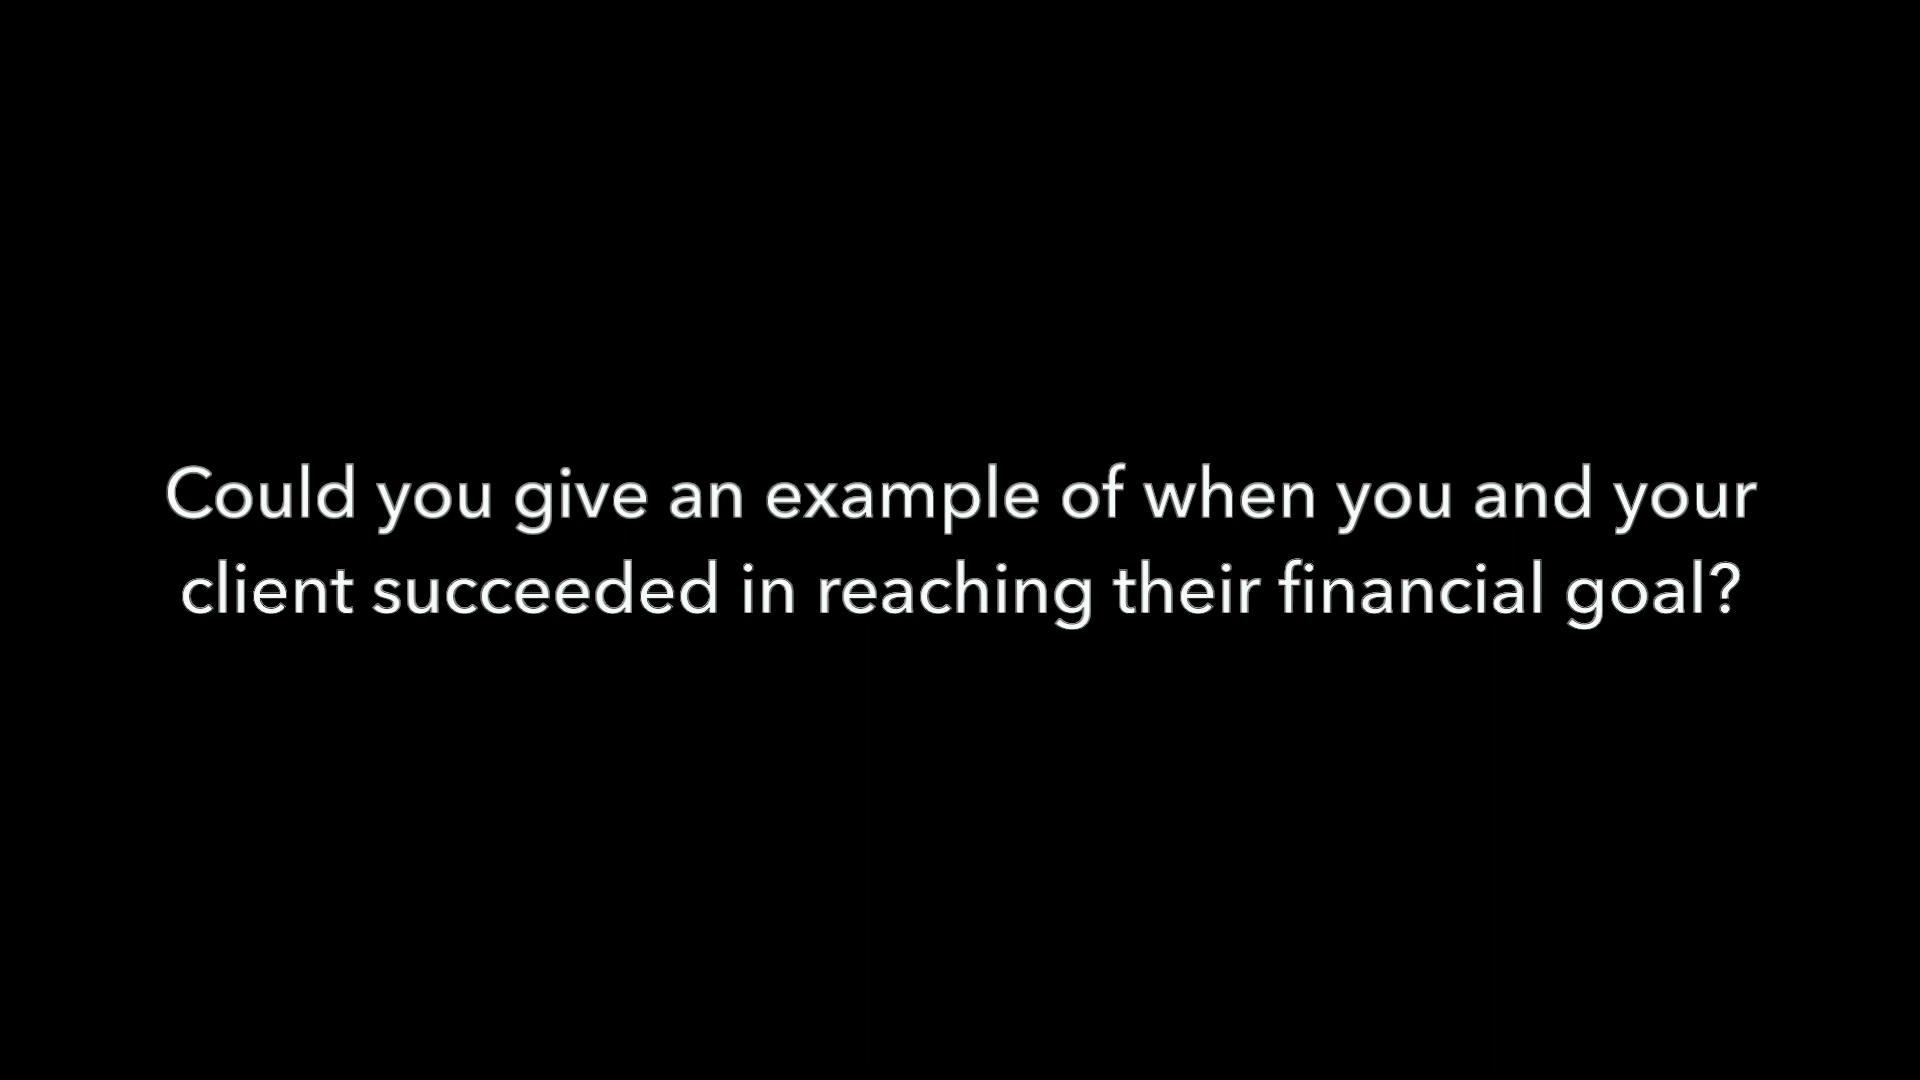 Could you give an example of when you and your
client succeeded in reaching their financial goal?